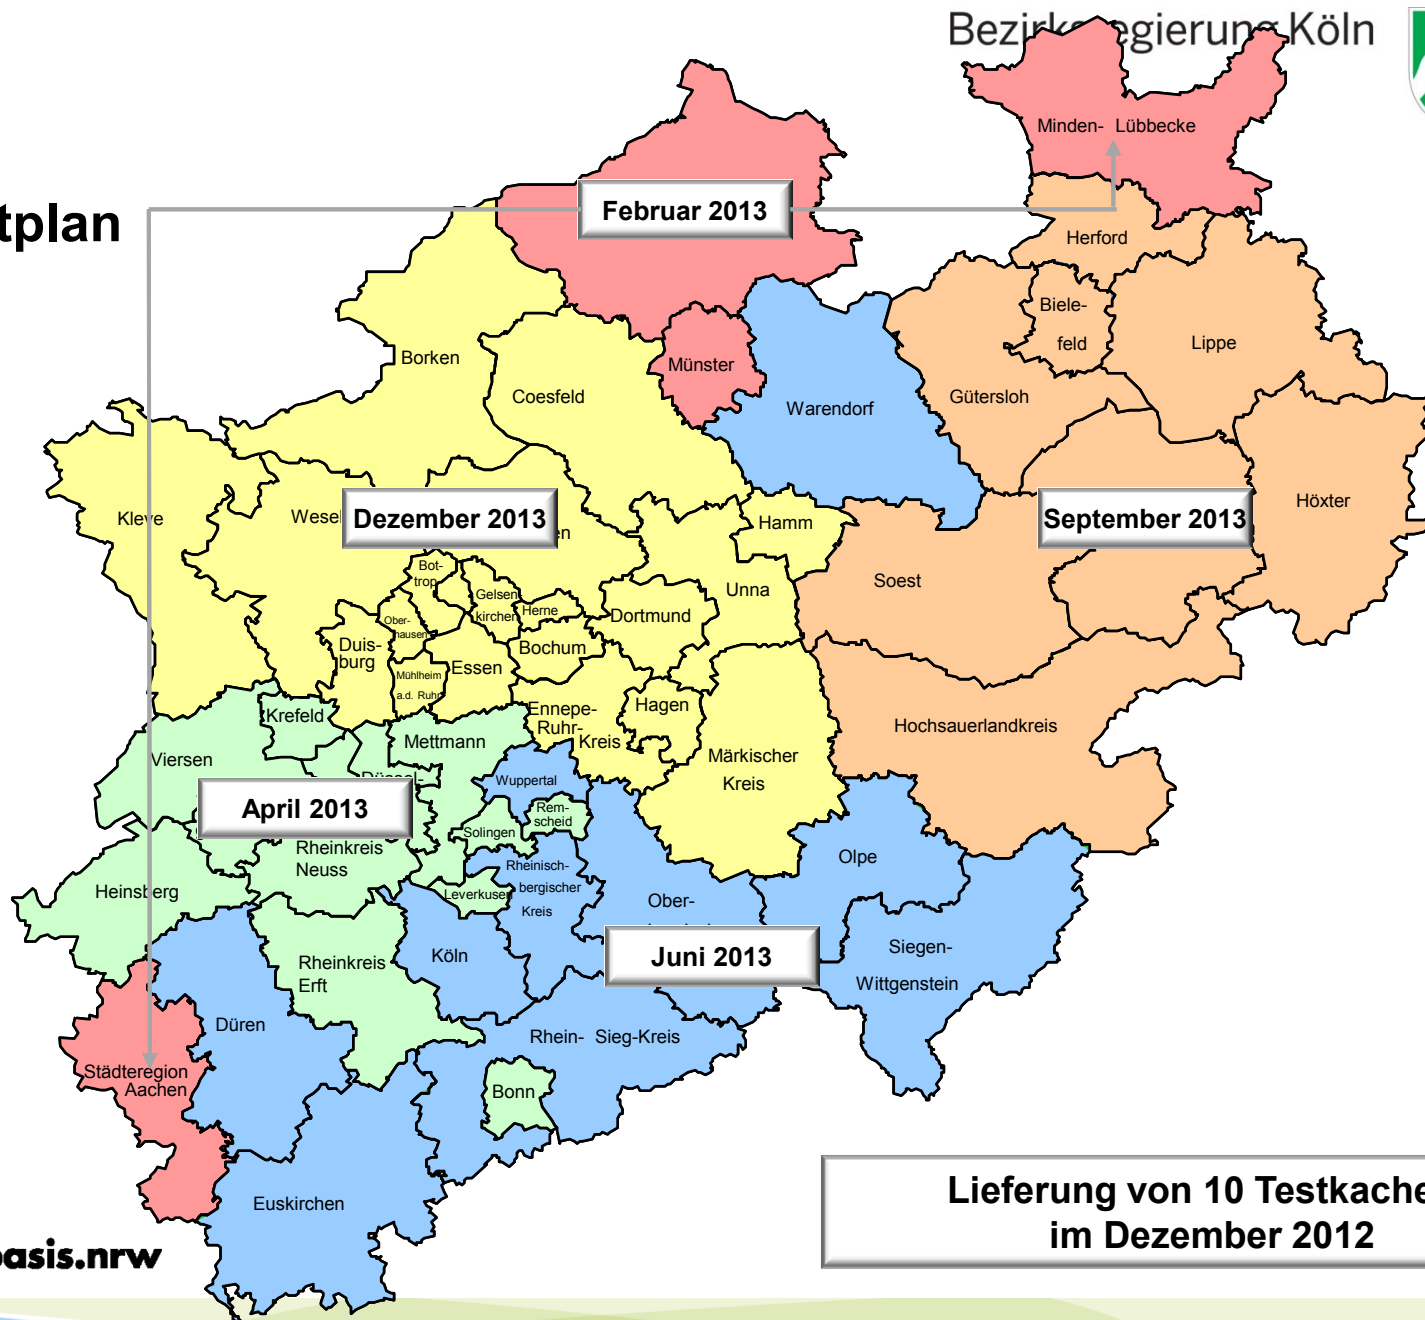 Bezirksregierung Köln
tplan
Minden- Lübbecke
Februar 2013
Herford
Biele-
feld
Lippe
Borken
Münster
Coesfeld
Gütersloh
Warendorf
Höxter
Kleve
Wesel
Dezember 2013
en
Hamm
September 2013
Bot-
trop
Gelsen
kirchen
Herne
Soest
Unna
Ober-
hausen
Dortmund
Duis-
burg
Bochum
Essen
Mühlheim
a.d. Ruhr
Krefeld
Ennepe-
Ruhr-
Kreis
Hagen
Hochsauerlandkreis
Mettmann
Viersen
Märkischer
Kreis
Düssel-
Wuppertal
April 2013
Rem-
scheid
Solingen
Rheinkreis
Neuss
Olpe
Rheinisch-
bergischer
Kreis
Heinsberg
Leverkusen
Ober-
Siegen-
Wittgenstein
Köln
Juni 2013
Rheinkreis
Erft
Düren
Rhein- Sieg-Kreis
Städteregion
Aachen
Bonn
Euskirchen
Lieferung von 10 Testkache
im Dezember 2012
basis.nrw